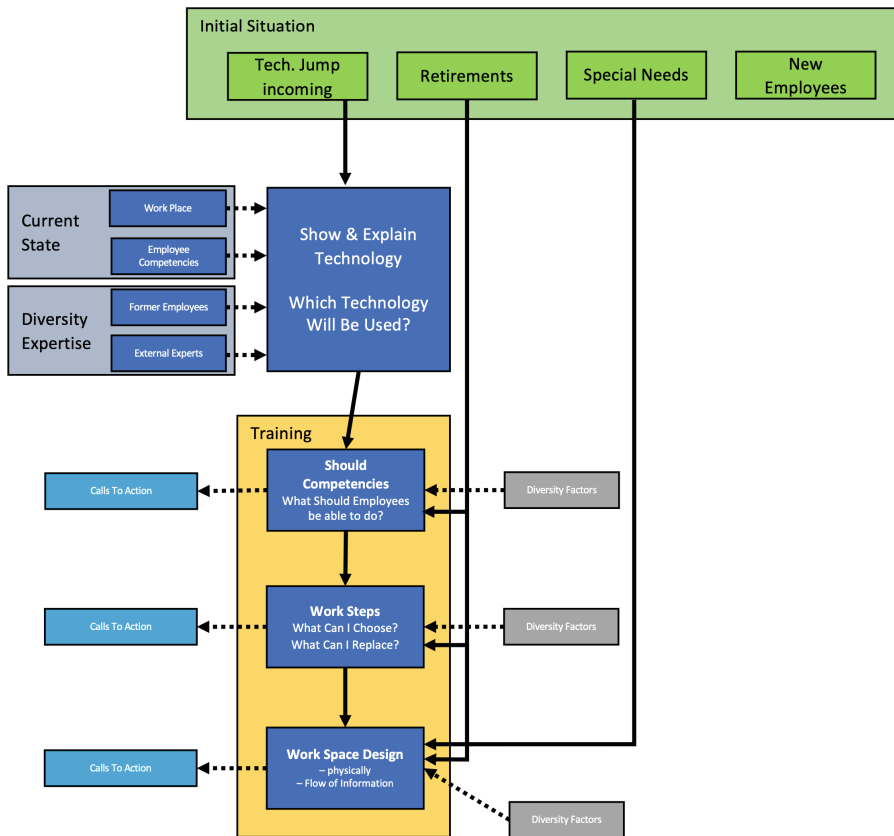 Initial Situation
Tech. Jump
incoming
Retirements
Special Needs
New
Employees
Current
State
Work Place
Employee
Competencies
Diversity
Expertise
Former Employees
External Experts
Show & Explain
Technology
Which Technology
Will Be Used?
Training
Should
Competencies
What Should Employees
be able to do?
Calls To Action
Diversity Factors
Work Steps
What Can I Choose?
What Can I Replace?
Calls To Action
Diversity Factors
Work Space Design
– physically
– Flow of Information
Calls To Action
Diversity Factors